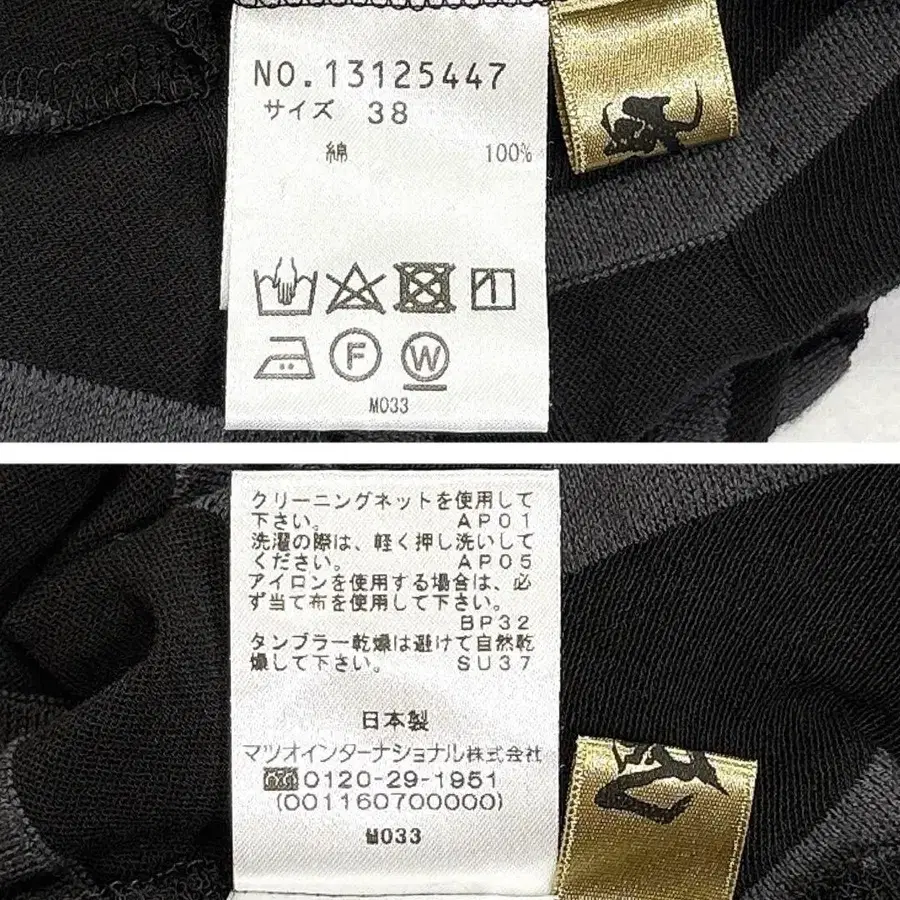 NO.13125447
サイズ 38
綿 100%
F W
M033
クリーニングネットを使用して
下さい。 AP01
洗濯の際は、軽く押し洗いして
ください。 AP05
アイロンを使用する場合は、必
ず当て布を使用して下さい。
BP32
タンブラー乾燥は避けて自然乾
燥して下さい。 SU37
日本製
マツオインターナショナル株式会社
0120-29-1951
(001160700000)
M033